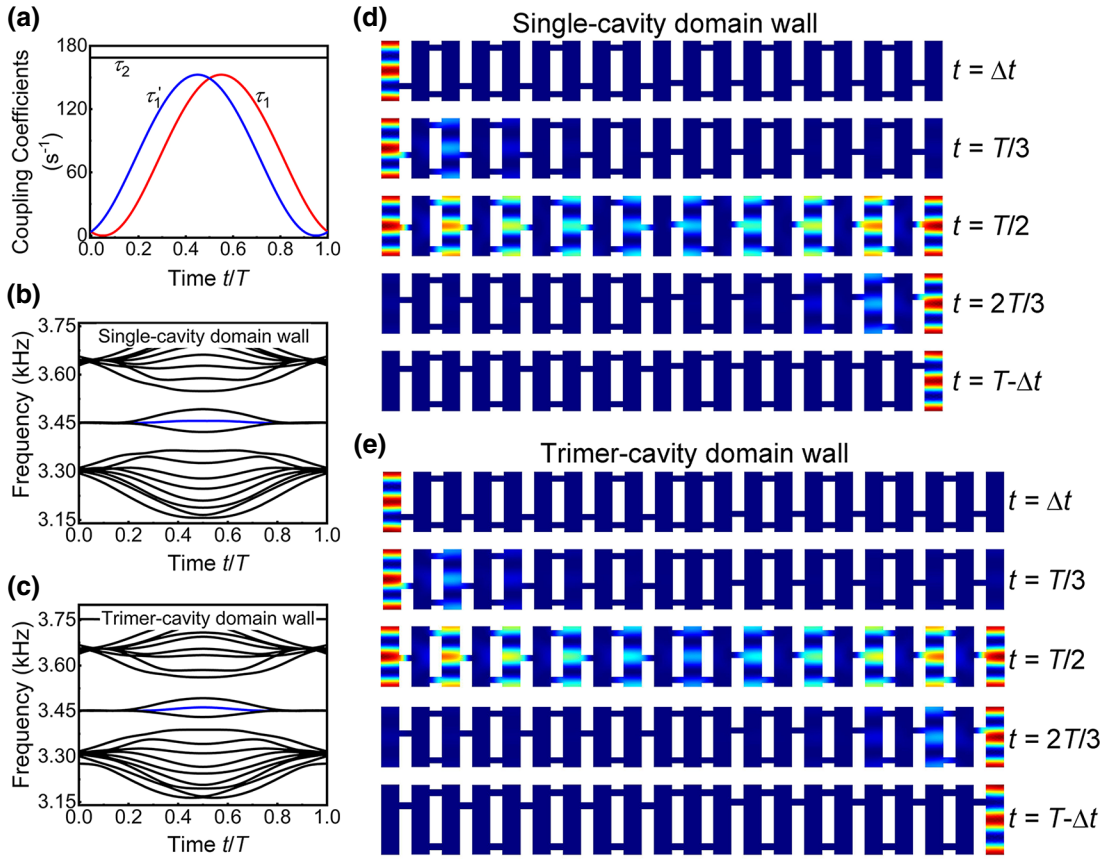 (a)
180
120
60
0
Coupling Coefficients
(s⁻¹)
τ₂
τ₁'
τ₁
0.0 0.2 0.4 0.6 0.8 1.0
Time t/T
(b)
3.75
3.60
3.45
3.30
3.15
Frequency (kHz)
Single-cavity domain wall
0.0 0.2 0.4 0.6 0.8 1.0
Time t/T
(c)
3.75
3.60
3.45
3.30
3.15
Frequency (kHz)
Trimer-cavity domain wall
0.0 0.2 0.4 0.6 0.8 1.0
Time t/T
(d)
Single-cavity domain wall
t = Δt
t = T/3
t = T/2
t = 2T/3
t = T-Δt
(e)
Trimer-cavity domain wall
t = Δt
t = T/3
t = T/2
t = 2T/3
t = T-Δt